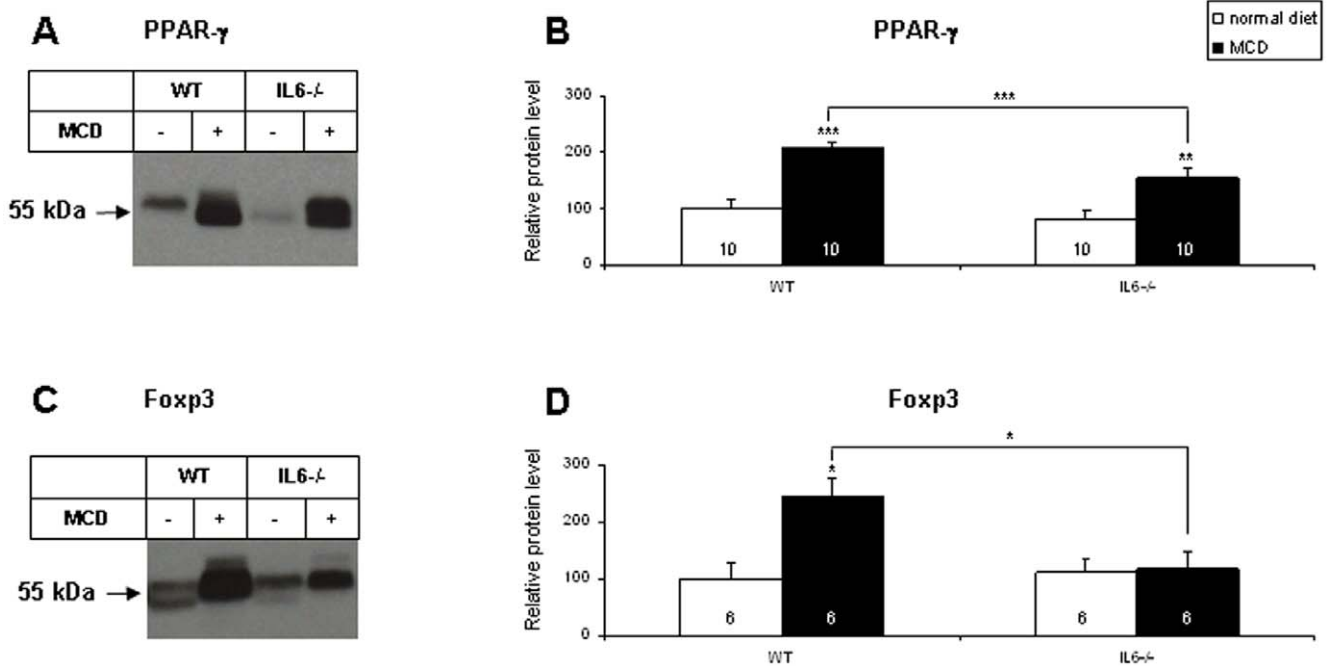 A PPAR-γ
WT IL6-/-
MCD - + - +
55 kDa
B PPAR-γ
normal diet
MCD
Relative protein level
300
200
100
0
***
**
***
10 10 10 10
WT IL6-/-
C Foxp3
WT IL6-/-
MCD - + - +
55 kDa
D Foxp3
Relative protein level
300
200
100
0
*
*
6 6 6 6
WT IL6-/-